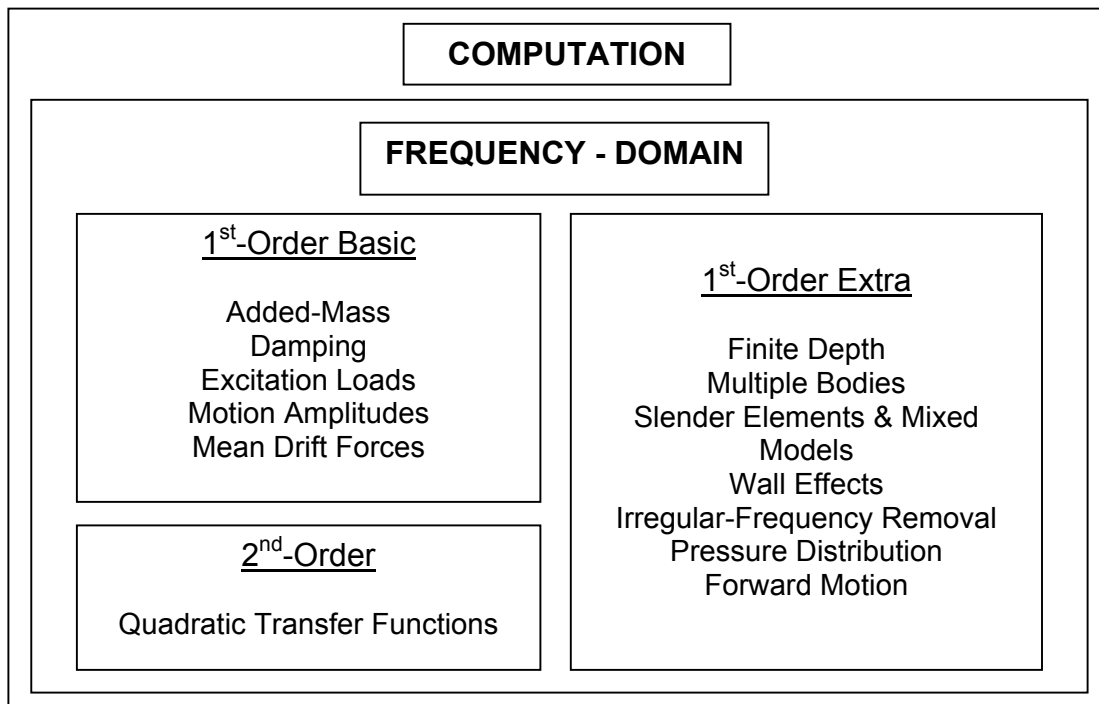 COMPUTATION
FREQUENCY - DOMAIN
1st-Order Basic
Added-Mass
Damping
Excitation Loads
Motion Amplitudes
Mean Drift Forces
2nd-Order
Quadratic Transfer Functions
1st-Order Extra
Finite Depth
Multiple Bodies
Slender Elements & Mixed
Models
Wall Effects
Irregular-Frequency Removal
Pressure Distribution
Forward Motion